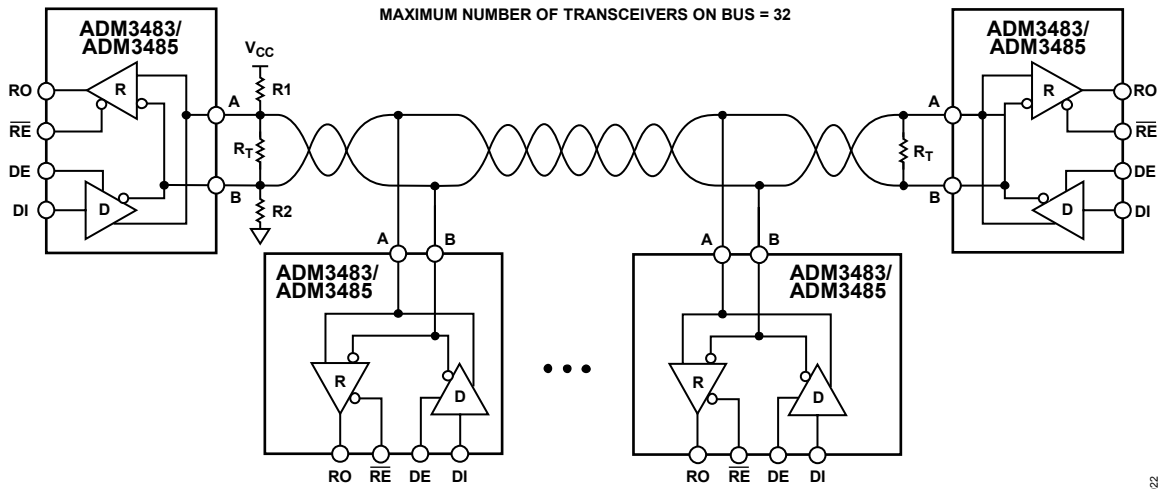 MAXIMUM NUMBER OF TRANSCEIVERS ON BUS = 32
ADM3483/
ADM3485
RO
RE
DE
DI
R
D
A
B
VCC
R1
RT
R2
A
B
RT
ADM3483/
ADM3485
R
D
RO
RE
DE
DI
A
B
ADM3483/
ADM3485
R
D
RO
RE
DE
DI
• • •
A
B
ADM3483/
ADM3485
R
D
RO
RE
DE
DI